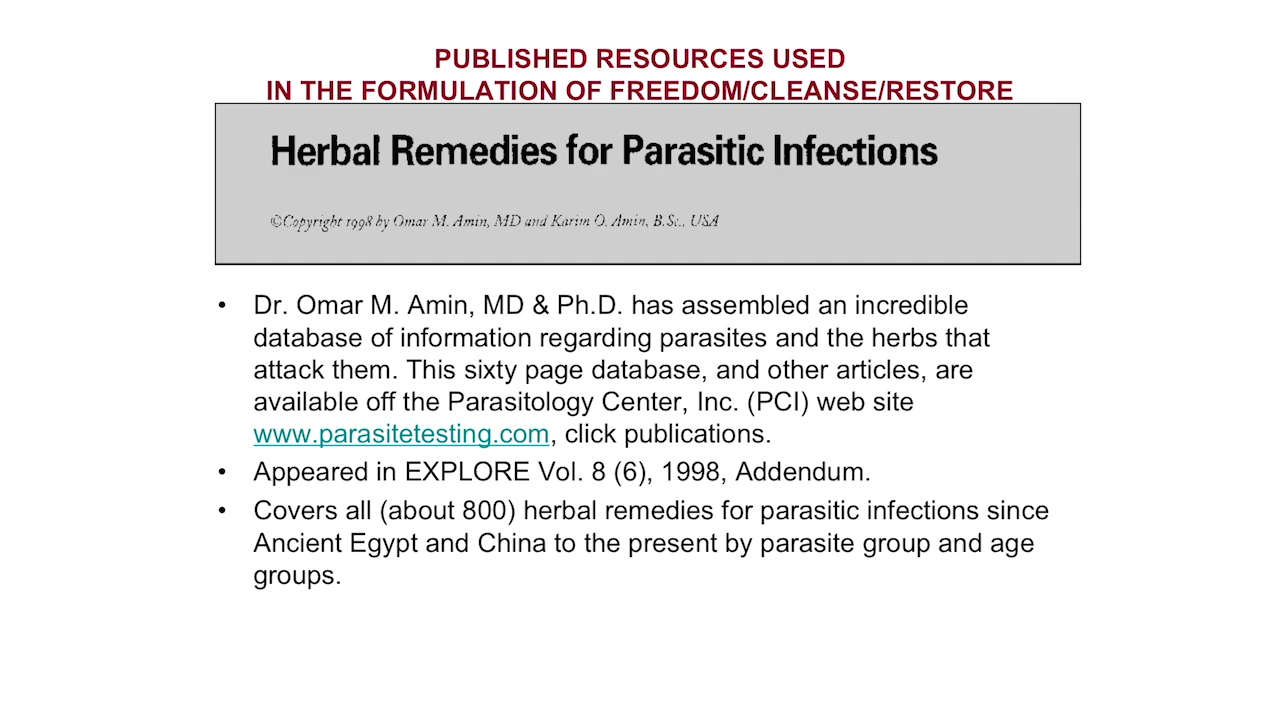 PUBLISHED RESOURCES USED
IN THE FORMULATION OF FREEDOM/CLEANSE/RESTORE
Herbal Remedies for Parasitic Infections
©Copyright 1998 by Omar M. Amin, MD and Karim O. Amin, B.Sc., USA
• Dr. Omar M. Amin, MD & Ph.D. has assembled an incredible
database of information regarding parasites and the herbs that
attack them. This sixty page database, and other articles, are
available off the Parasitology Center, Inc. (PCI) web site
www.parasitetesting.com, click publications.
• Appeared in EXPLORE Vol. 8 (6), 1998, Addendum.
• Covers all (about 800) herbal remedies for parasitic infections since
Ancient Egypt and China to the present by parasite group and age
groups.